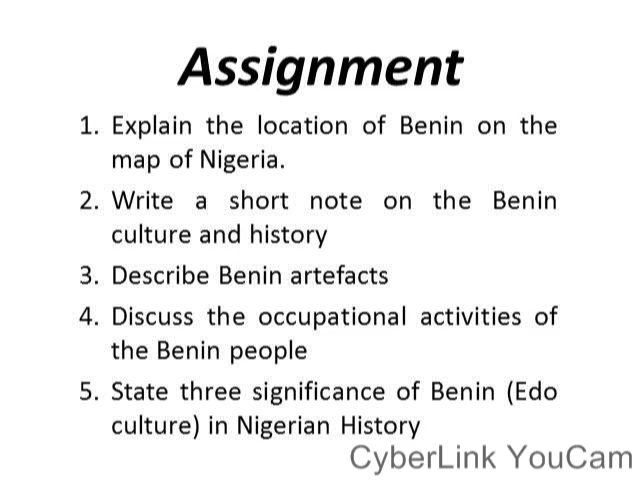 Assignment
1. Explain the location of Benin on the
map of Nigeria.
2. Write a short note on the Benin
culture and history
3. Describe Benin artefacts
4. Discuss the occupational activities of
the Benin people
5. State three significance of Benin (Edo
culture) in Nigerian History
CyberLink YouCam